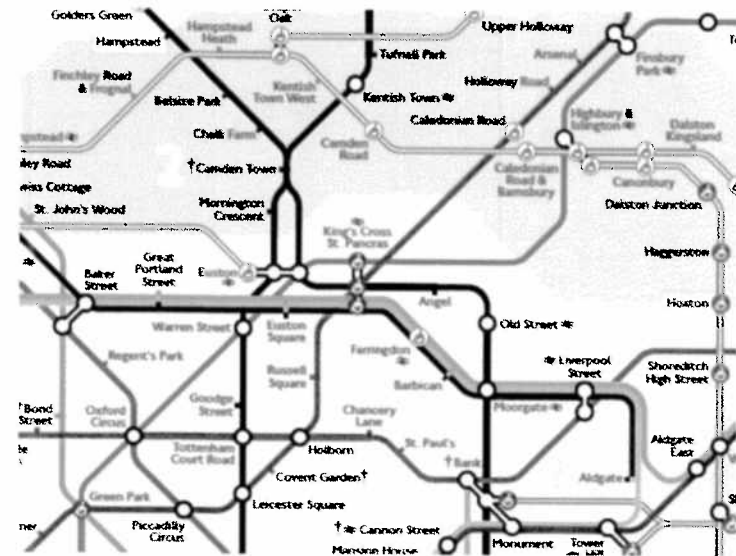 Golders Green
Hampstead
Hampstead
Heath
Oak
Upper Holloway
Tufnell Park
Arsenal
Finsbury
Park
Finchley Road
& Frognal
Kentish
Town West
Kentish Town
Holloway Road
Belsize Park
Chalk Farm
Camden
Road
Caledonian Road
Highbury &
Islington
Dalston
Kingsland
†Camden Town
Caledonian
Road &
Barnsbury
Canonbury
ley Road
wiss Cottage
Dalston Junction
St. John's Wood
Mornington
Crescent
King's Cross
St. Pancras
Haggerston
Euston
Baker
Street
Great
Portland
Street
Angel
Hoxton
Old Street
Warren Street
Euston
Square
Farringdon
Liverpool
Street
Regent's Park
Russell
Square
Barbican
Shoreditch
High Street
Moorgate
†Bond
Street
Oxford
Circus
Goodge
Street
Chancery
Lane
St. Paul's
Tottenham
Court Road
Holborn
Aldgate
East
Covent Garden†
†Bank
Aldgate
Green Park
Piccadilly
Circus
Leicester Square
† Cannon Street
Mansion House
Monument
Tower
Hill